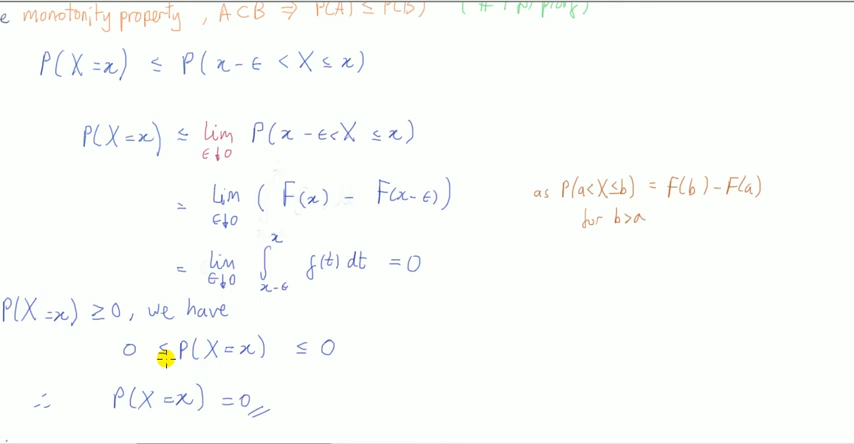 e monotonity property, A⊂B ⇒ P(A) ≤ P(B)
P(X=x) ≤ P(x-ϵ < X ≤ x)
P(X=x) ≤ lim ϵ↓0 P(x-ϵ<X ≤ x)
= lim ϵ↓0 ( F(x) - F(x-ϵ))
as P(a<X≤b) = F(b) - F(a)
for b>a
= lim ϵ↓0 ∫ x-ϵ x f(t) dt = 0
P(X=x) ≥ 0, we have
0 ≤ P(X=x) ≤ 0
∴ P(X=x) = 0